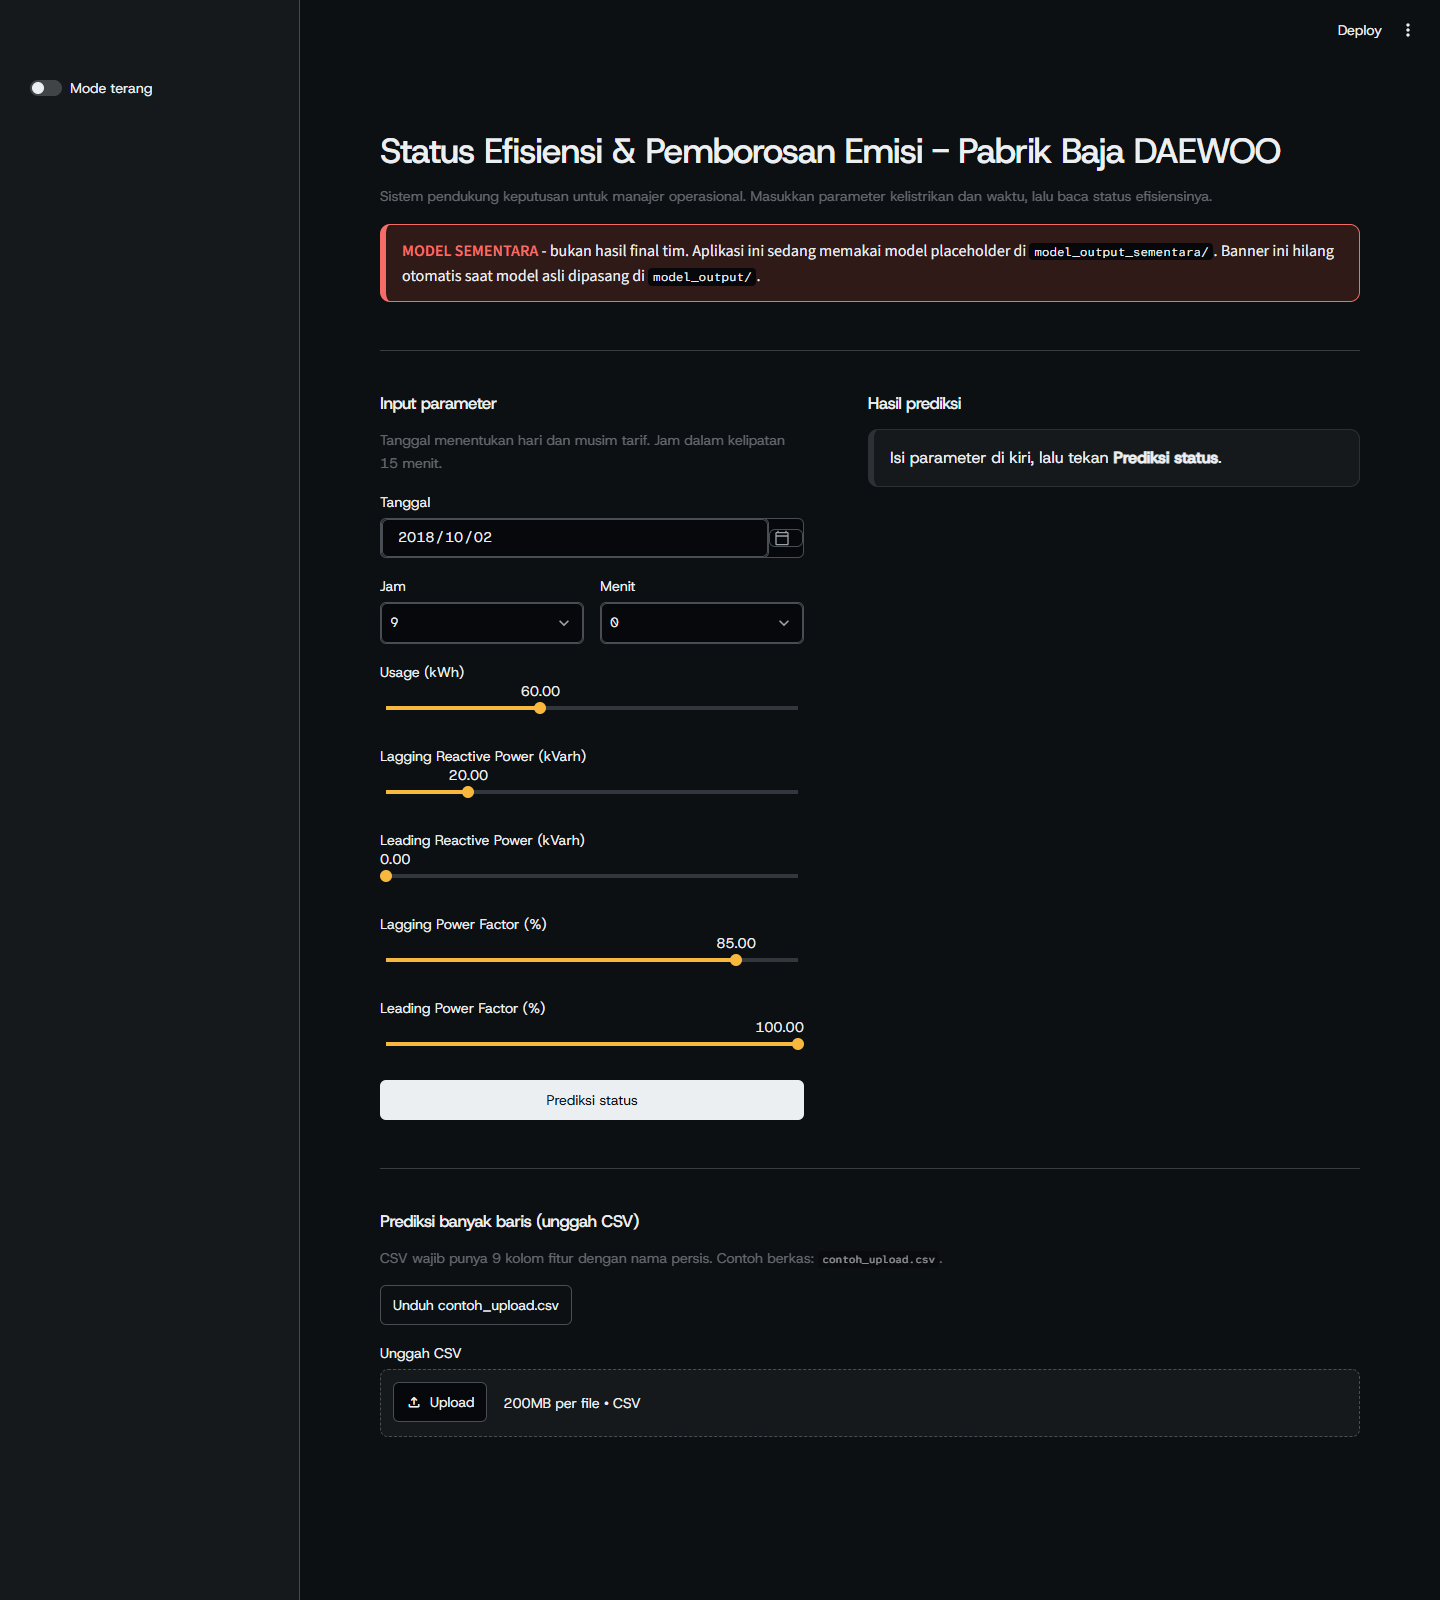 Deploy
Mode terang
Status Efisiensi & Pemborosan Emisi – Pabrik Baja DAEWOO
Sistem pendukung keputusan untuk manajer operasional. Masukkan parameter kelistrikan dan waktu, lalu baca status efisiensinya.
MODEL SEMENTARA - bukan hasil final tim. Aplikasi ini sedang memakai model placeholder di model_output_sementara/. Banner ini hilang
otomatis saat model asli dipasang di model_output/.
Input parameter
Tanggal menentukan hari dan musim tarif. Jam dalam kelipatan
15 menit.
Tanggal
2018/10/02
Jam
9
Menit
0
Usage (kWh)
60.00
Lagging Reactive Power (kVarh)
20.00
Leading Reactive Power (kVarh)
0.00
Lagging Power Factor (%)
85.00
Leading Power Factor (%)
100.00
Prediksi status
Hasil prediksi
Isi parameter di kiri, lalu tekan Prediksi status.
Prediksi banyak baris (unggah CSV)
CSV wajib punya 9 kolom fitur dengan nama persis. Contoh berkas: contoh_upload.csv.
Unduh contoh_upload.csv
Unggah CSV
Upload
200MB per file • CSV